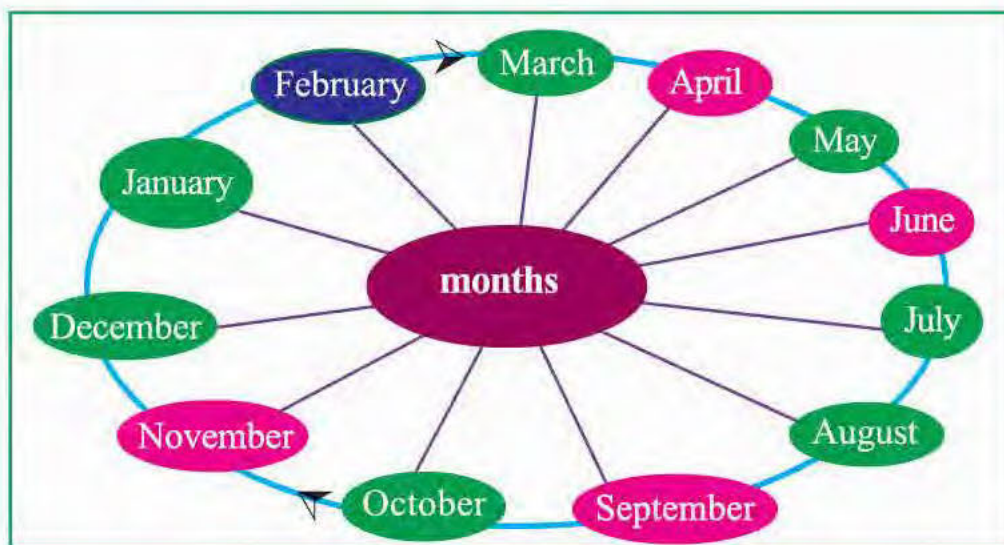 March
February
April
May
January
June
months
July
December
August
November
October
September